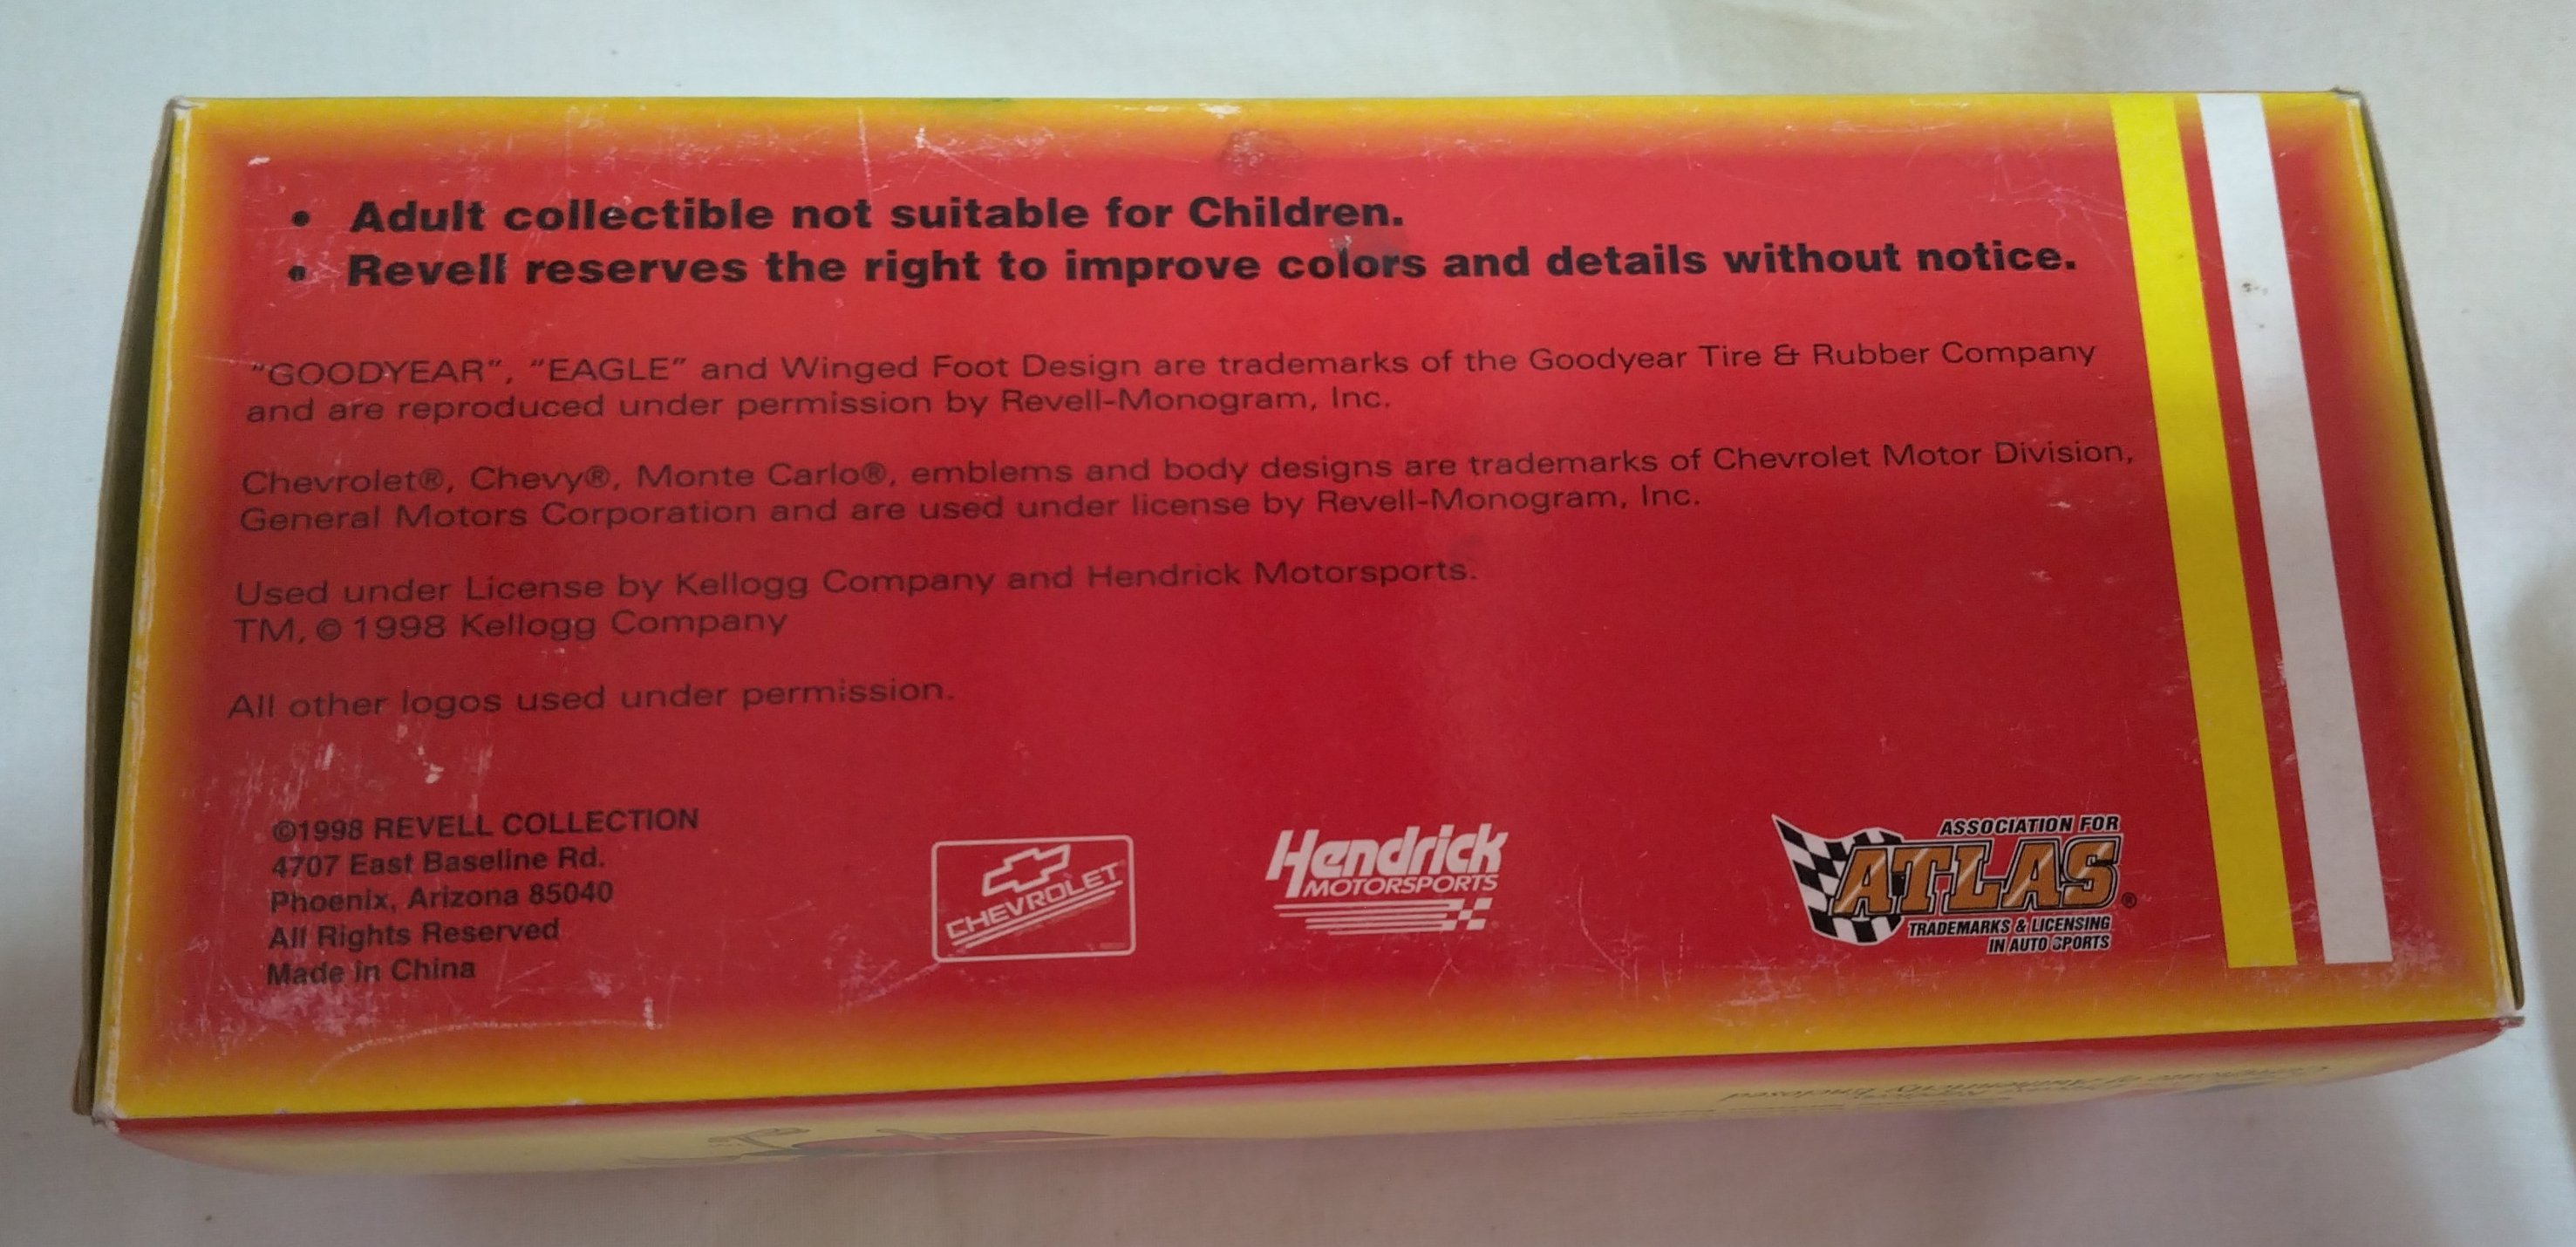 • Adult collectible not suitable for Children.
• Revell reserves the right to improve colors and details without notice.
"GOODYEAR", "EAGLE" and Winged Foot Design are trademarks of the Goodyear Tire & Rubber Company
and are reproduced under permission by Revell-Monogram, Inc.
Chevrolet®, Chevy®, Monte Carlo®, emblems and body designs are trademarks of Chevrolet Motor Division,
General Motors Corporation and are used under license by Revell-Monogram, Inc.
Used under License by Kellogg Company and Hendrick Motorsports.
TM, © 1998 Kellogg Company
All other logos used under permission.
©1998 REVELL COLLECTION
4707 East Baseline Rd.
Phoenix, Arizona 85040
All Rights Reserved
Made in China
CHEVROLET
Hendrick
MOTORSPORTS
ASSOCIATION FOR
ATLAS®
TRADEMARKS & LICENSING
IN AUTO SPORTS
Certificate of Authenticity Enclosed